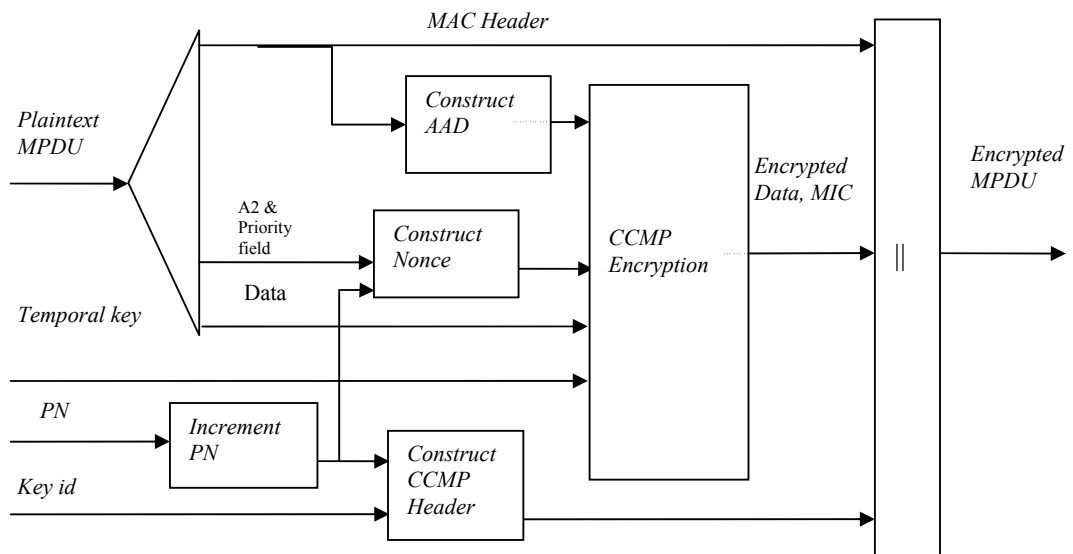 MAC Header
Plaintext
MPDU
Construct
AAD
Encrypted
Data, MIC
Encrypted
MPDU
A2 &
Priority
field
Construct
Nonce
CCMP
Encryption
||
Data
Temporal key
PN
Increment
PN
Construct
CCMP
Header
Key id